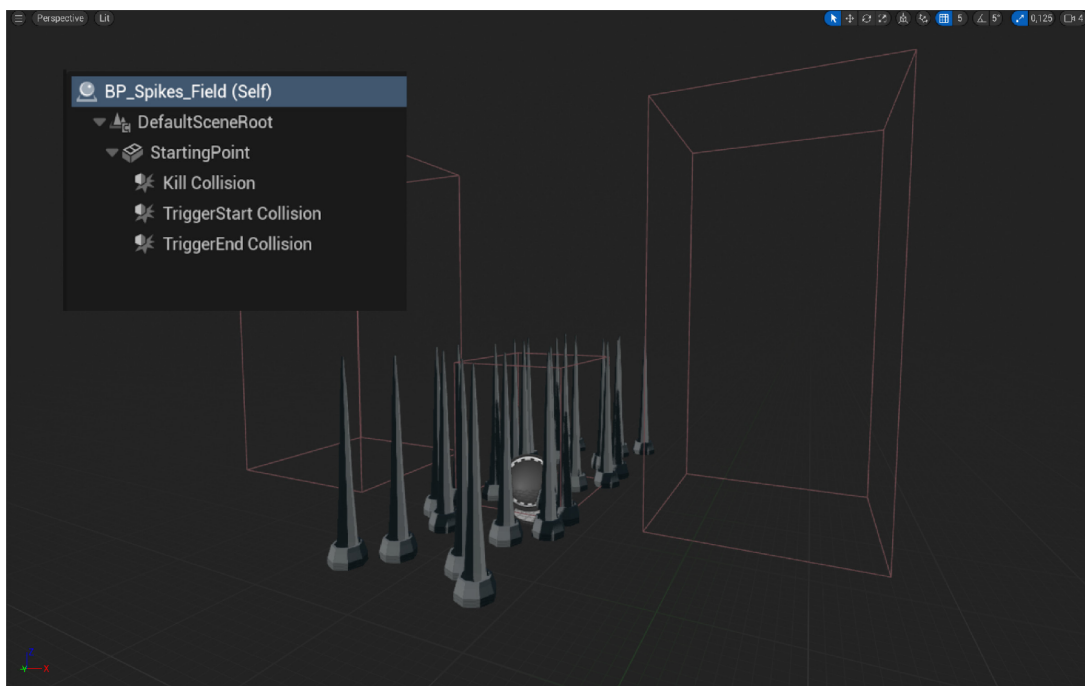 Perspective Lit 5 5° 0,125 4
BP_Spikes_Field (Self)
DefaultSceneRoot
StartingPoint
Kill Collision
TriggerStart Collision
TriggerEnd Collision
Z
Y X